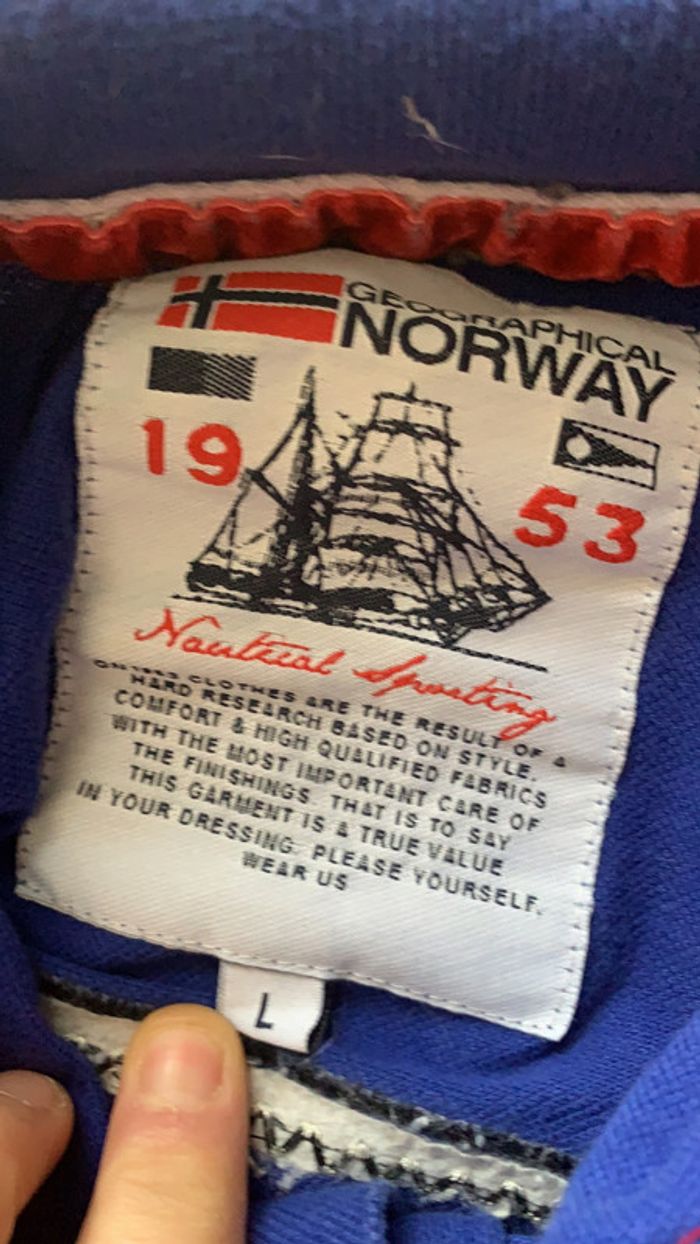 GEOGRAPHICAL
NORWAY
19
53
Nautical Sporting
CLOTHES ARE THE RESULT OF A
HARD RESEARCH BASED ON STYLE.
COMFORT & HIGH QUALIFIED FABRICS
WITH THE MOST IMPORTANT CARE OF
THE FINISHINGS. THAT IS TO SAY
THIS GARMENT IS A TRUE VALUE
IN YOUR DRESSING. PLEASE YOURSELF.
WEAR US
L